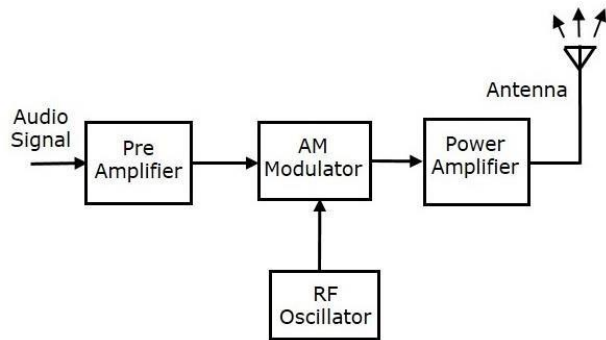 Audio
Signal
Pre
Amplifier
AM
Modulator
Power
Amplifier
Antenna
RF
Oscillator